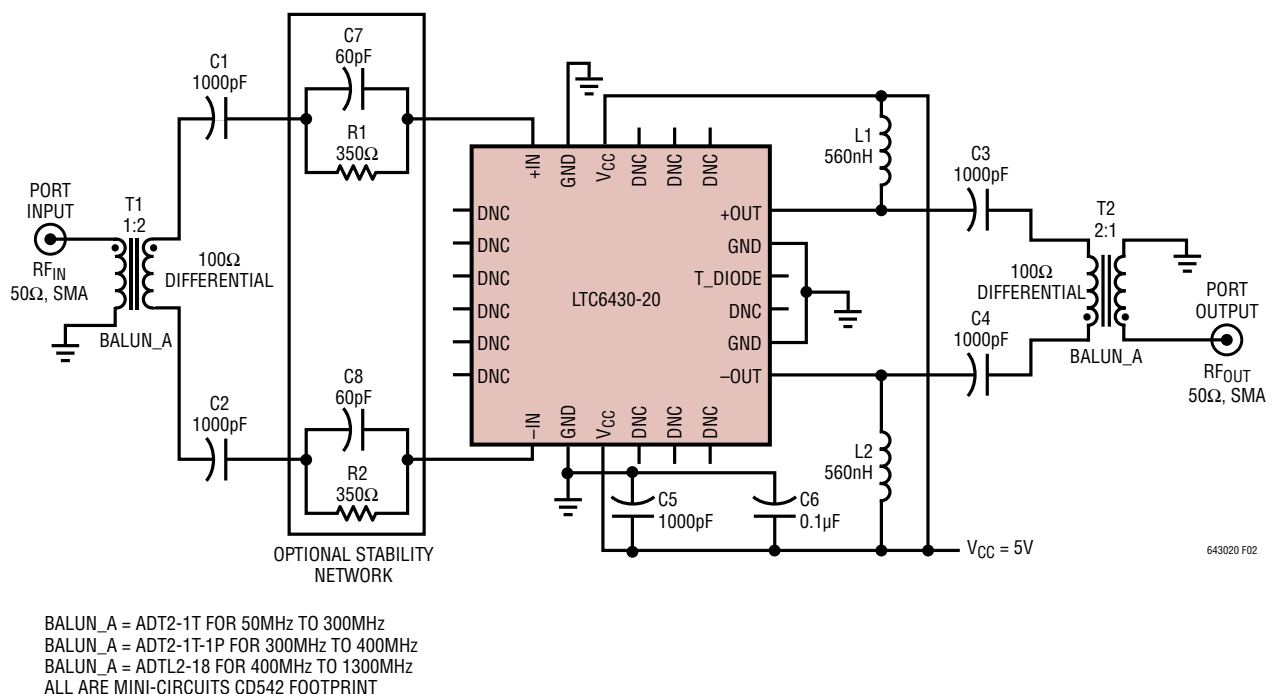 C7
60pF
C1
1000pF
R1
350Ω
PORT
INPUT
T1
1:2
RFIN
50Ω, SMA
100Ω
DIFFERENTIAL
BALUN_A
C2
1000pF
C8
60pF
R2
350Ω
OPTIONAL STABILITY
NETWORK
+IN
GND
VCC
DNC
DNC
DNC
DNC
DNC
DNC
DNC
DNC
DNC
LTC6430-20
+OUT
GND
T_DIODE
DNC
GND
–OUT
–IN
GND
VCC
DNC
DNC
DNC
L1
560nH
C3
1000pF
T2
2:1
100Ω
DIFFERENTIAL
PORT
OUTPUT
C4
1000pF
BALUN_A
RFOUT
50Ω, SMA
L2
560nH
C5
1000pF
C6
0.1µF
VCC = 5V
643020 F02
BALUN_A = ADT2-1T FOR 50MHz TO 300MHz
BALUN_A = ADT2-1T-1P FOR 300MHz TO 400MHz
BALUN_A = ADTL2-18 FOR 400MHz TO 1300MHz
ALL ARE MINI-CIRCUITS CD542 FOOTPRINT